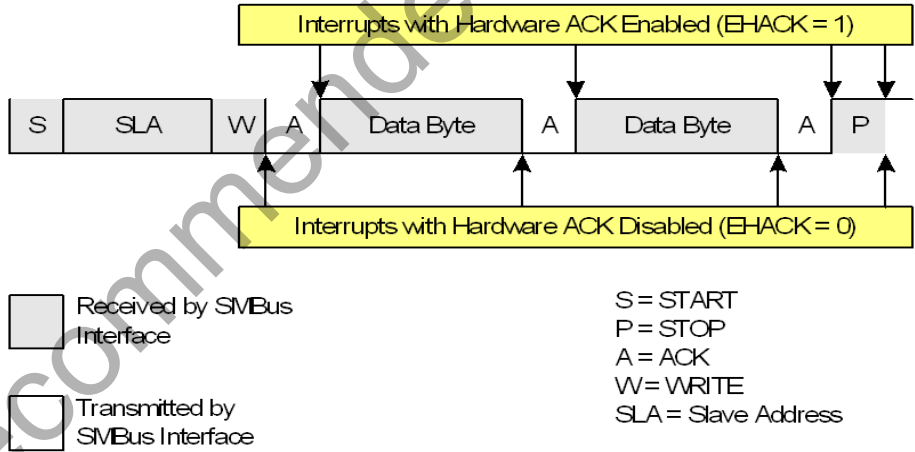 Interrupts with Hardware ACK Enabled (EHACK = 1)
S SLA W A Data Byte A Data Byte A P
Interrupts with Hardware ACK Disabled (EHACK = 0)
Received by SMBus
Interface
Transmitted by
SMBus Interface
S = START
P = STOP
A = ACK
W = WRITE
SLA = Slave Address
ecommende